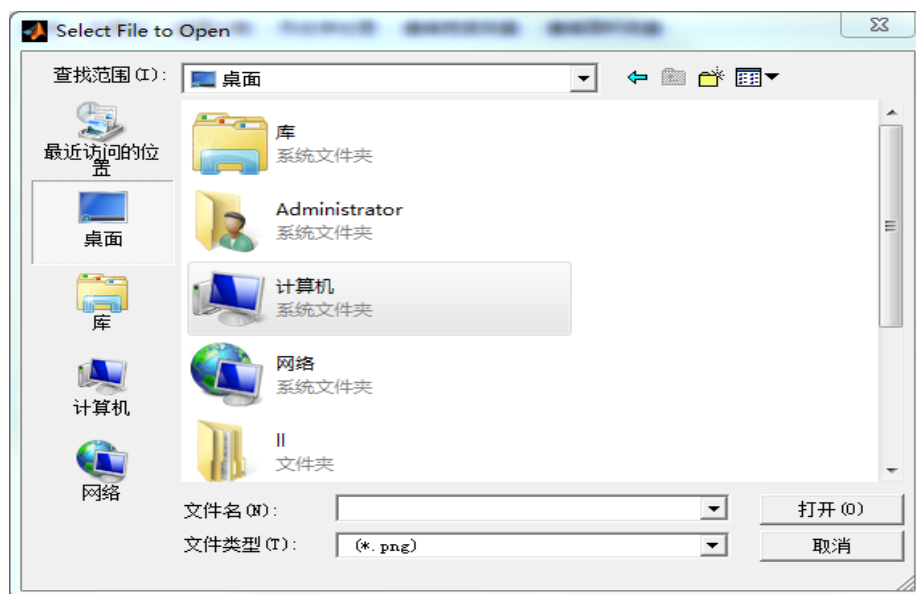 Select File to Open
查找范围(I):
桌面
最近访问的位
置
桌面
库
计算机
网络
库
系统文件夹
Administrator
系统文件夹
计算机
系统文件夹
网络
系统文件夹
II
文件夹
文件名(N):
打开(O)
文件类型(T):
(*.png)
取消